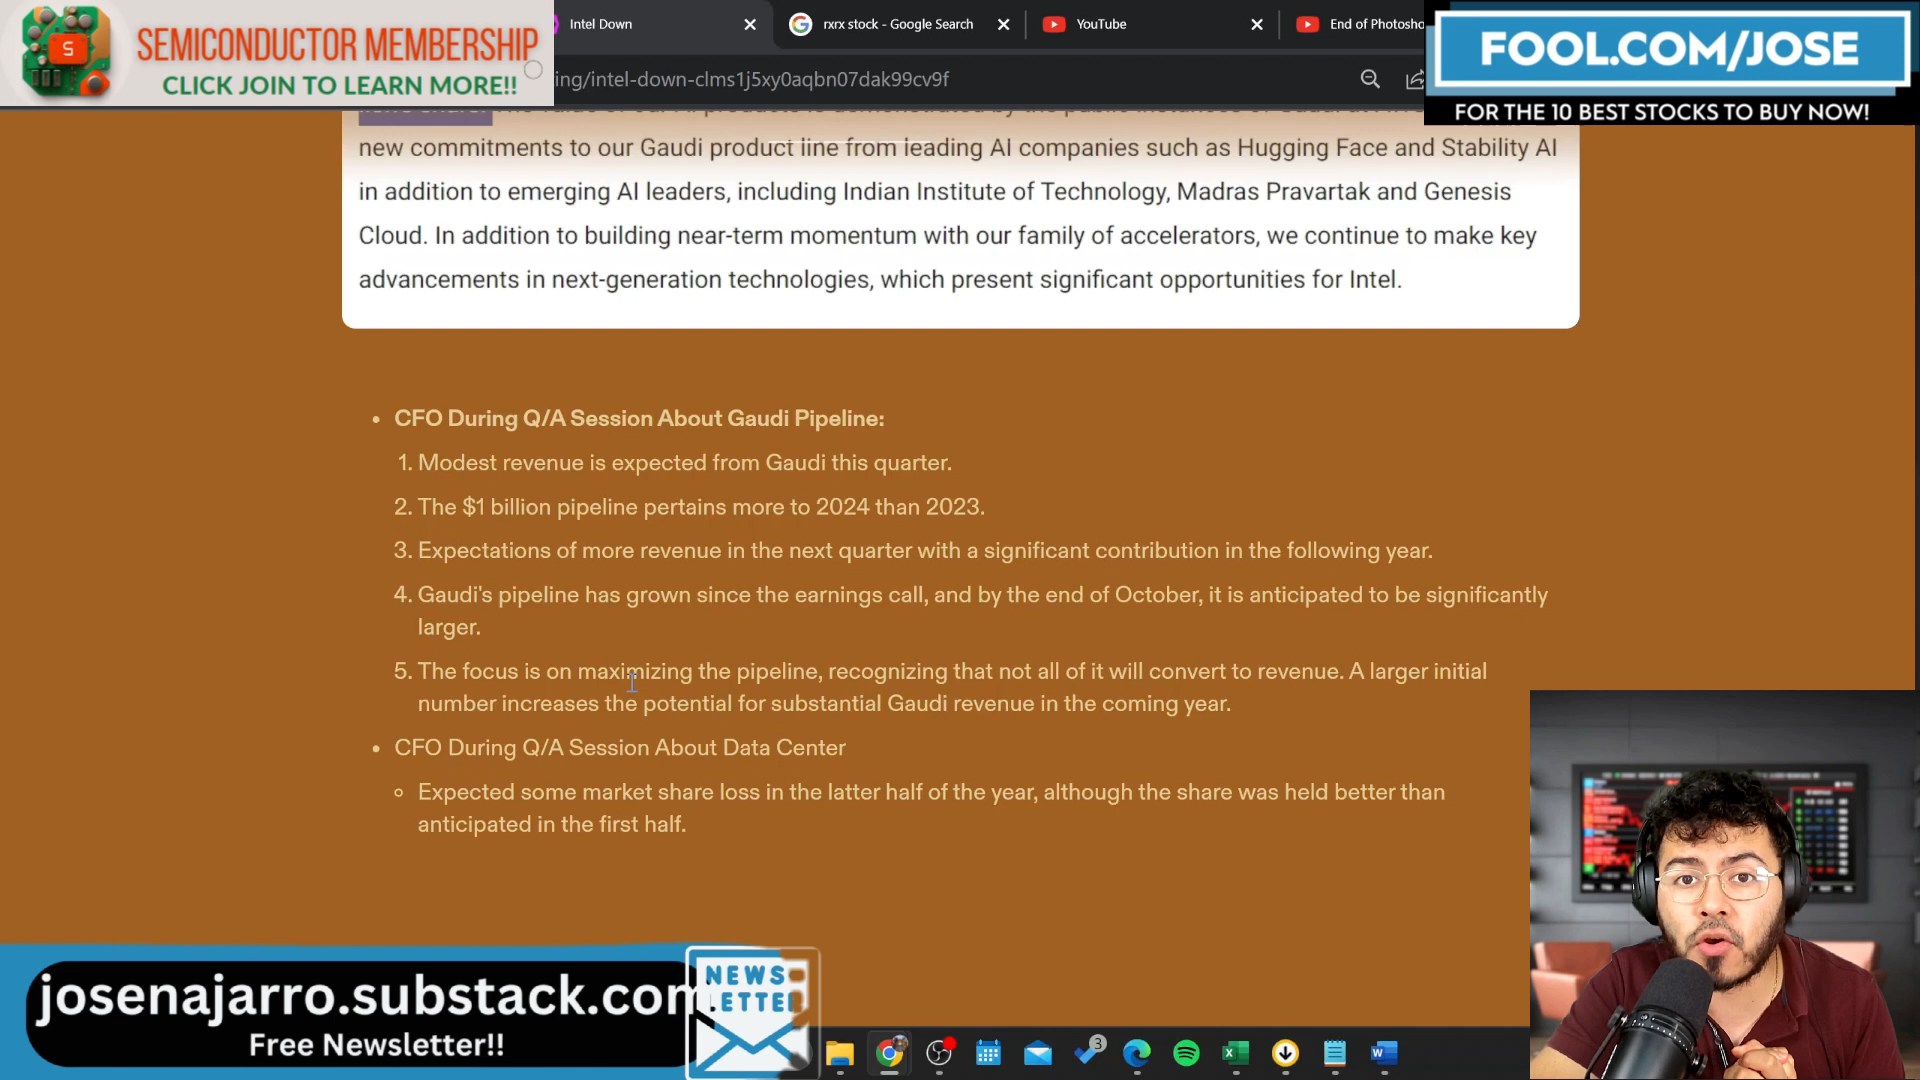 SEMICONDUCTOR MEMBERSHIP
CLICK JOIN TO LEARN MORE!!
S
Intel Down
rxrx stock - Google Search
YouTube
End of Photosho
ing/intel-down-clms1j5xy0aqbn07dak99cv9f
FOOL.COM/JOSE
FOR THE 10 BEST STOCKS TO BUY NOW!
new commitments to our Gaudi product line from leading AI companies such as Hugging Face and Stability AI
in addition to emerging AI leaders, including Indian Institute of Technology, Madras Pravartak and Genesis
Cloud. In addition to building near-term momentum with our family of accelerators, we continue to make key
advancements in next-generation technologies, which present significant opportunities for Intel.
• CFO During Q/A Session About Gaudi Pipeline:
1. Modest revenue is expected from Gaudi this quarter.
2. The $1 billion pipeline pertains more to 2024 than 2023.
3. Expectations of more revenue in the next quarter with a significant contribution in the following year.
4. Gaudi's pipeline has grown since the earnings call, and by the end of October, it is anticipated to be significantly
larger.
5. The focus is on maximizing the pipeline, recognizing that not all of it will convert to revenue. A larger initial
number increases the potential for substantial Gaudi revenue in the coming year.
• CFO During Q/A Session About Data Center
◦ Expected some market share loss in the latter half of the year, although the share was held better than
anticipated in the first half.
josenajarro.substack.com
Free Newsletter!!
NEWS
LETTER
3